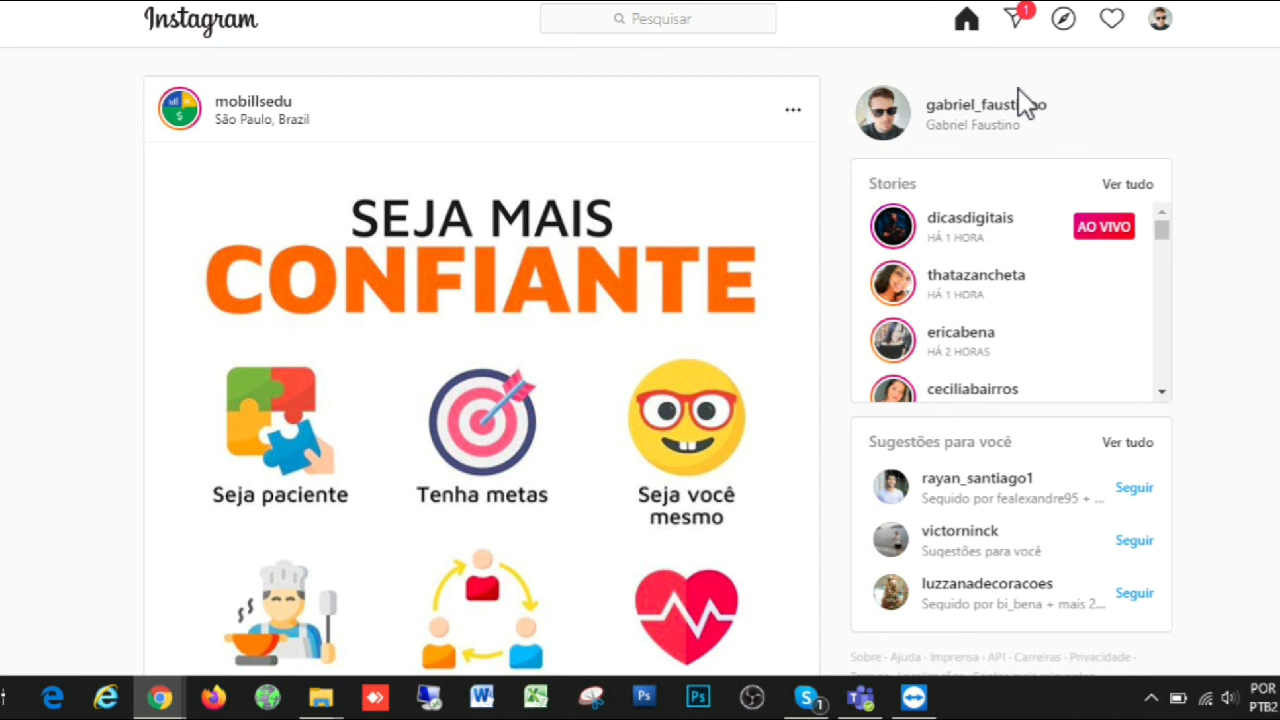 Instagram
Pesquisar
1
mobillsedu
São Paulo, Brazil
SEJA MAIS
CONFIANTE
Seja paciente
Tenha metas
Seja você
mesmo
Gabriel Faustino
Stories
Ver tudo
dicasdigitais
HÁ 1 HORA
AO VIVO
thatazancheta
HÁ 1 HORA
ericabena
HÁ 2 HORAS
ceciliabairros
Sugestões para você
Ver tudo
rayan_santiago1
Seguido por fealexandre95 + ...
Seguir
victorninck
Sugestões para você
Seguir
luzzanadecoracoes
Seguido por bi_bena + mais 2...
Seguir
Sobre · Ajuda · Imprensa · API · Carreiras · Privacidade ·
POR
PTB2